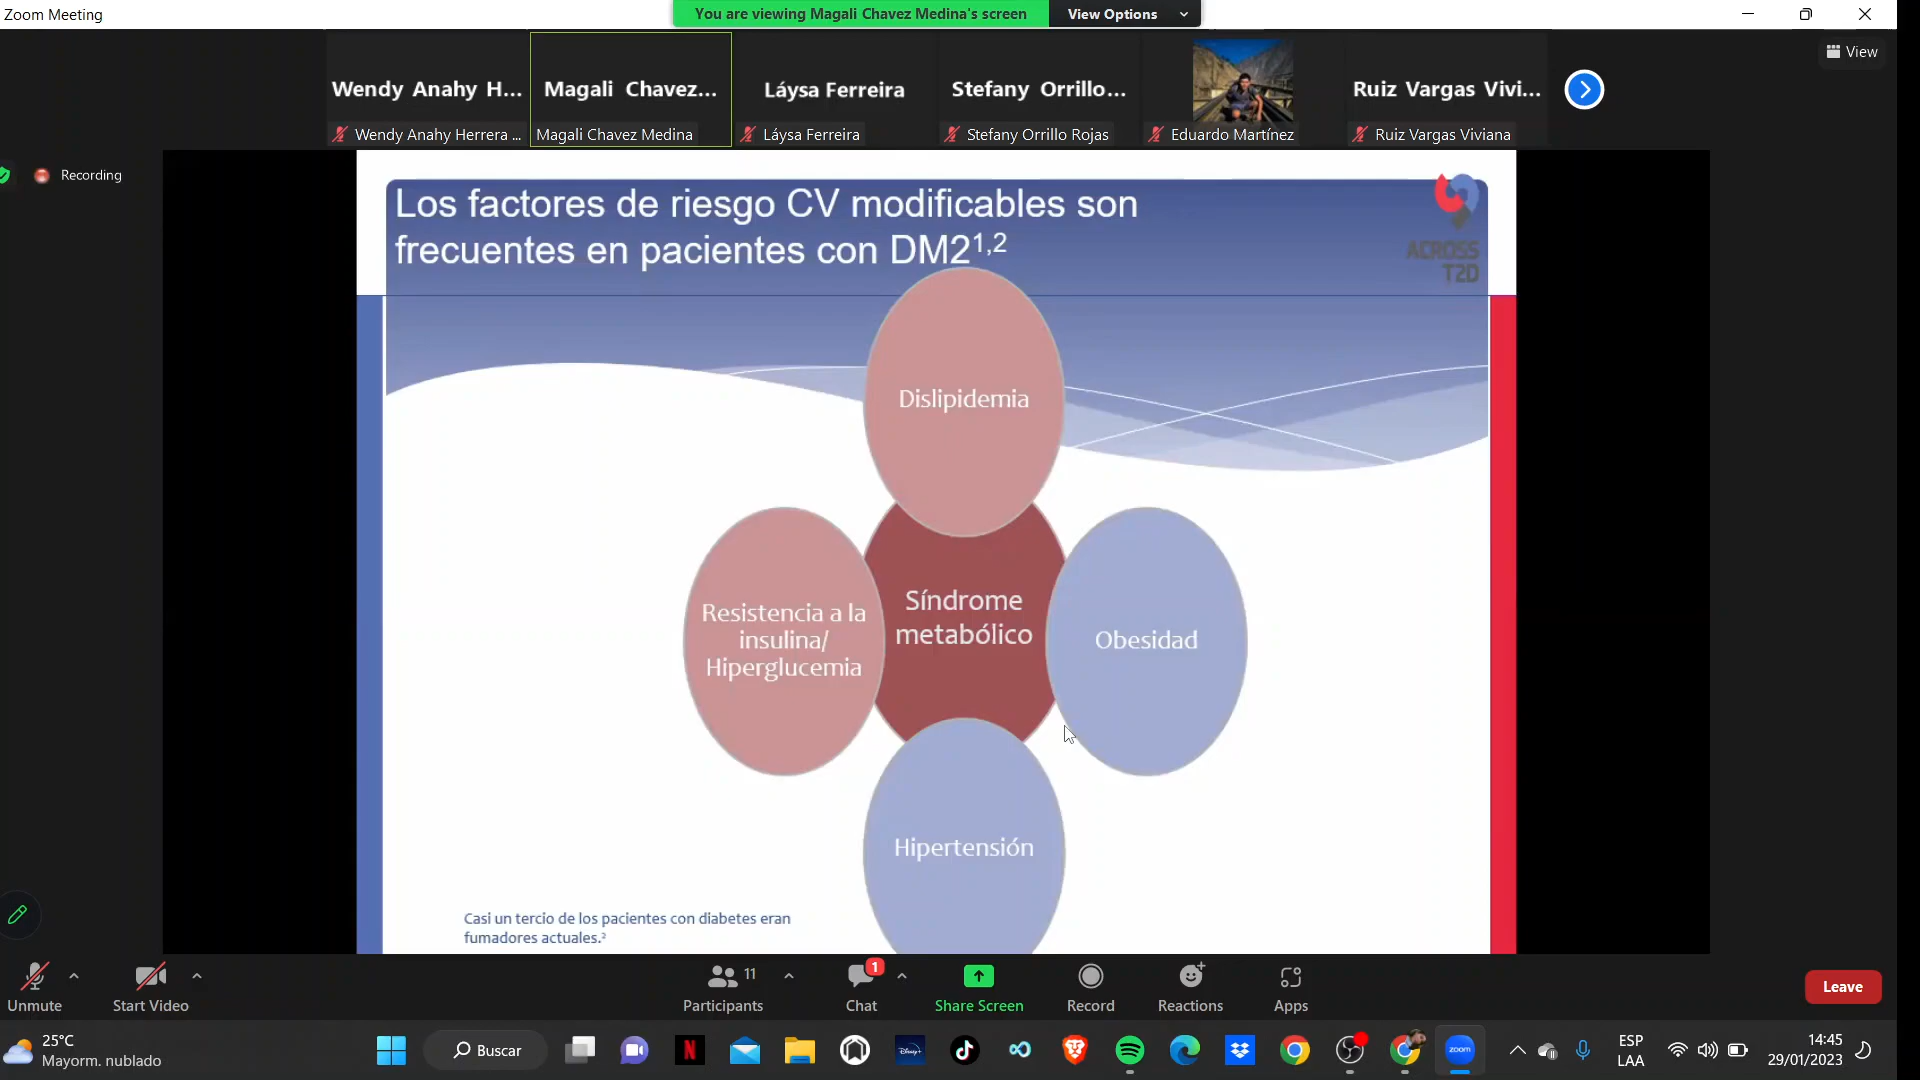 Zoom Meeting
You are viewing Magali Chavez Medina's screen
View Options
View
Wendy Anahy H...
Magali Chavez...
Láysa Ferreira
Stefany Orrillo...
Ruiz Vargas Vivi...
Wendy Anahy Herrera ...
Magali Chavez Medina
Láysa Ferreira
Stefany Orrillo Rojas
Eduardo Martínez
Ruiz Vargas Viviana
Recording
Los factores de riesgo CV modificables son
frecuentes en pacientes con DM2¹,²
ACROSS
T2D
Dislipidemia
Resistencia a la
insulina/
Hiperglucemia
Síndrome
metabólico
Obesidad
Hipertensión
Casi un tercio de los pacientes con diabetes eran
fumadores actuales.²
Unmute
Start Video
Participants
11
Chat
1
Share Screen
Record
Reactions
Apps
Leave
25°C
Mayorm. nublado
Buscar
N
Disney+
zoom
ESP
LAA
14:45
29/01/2023